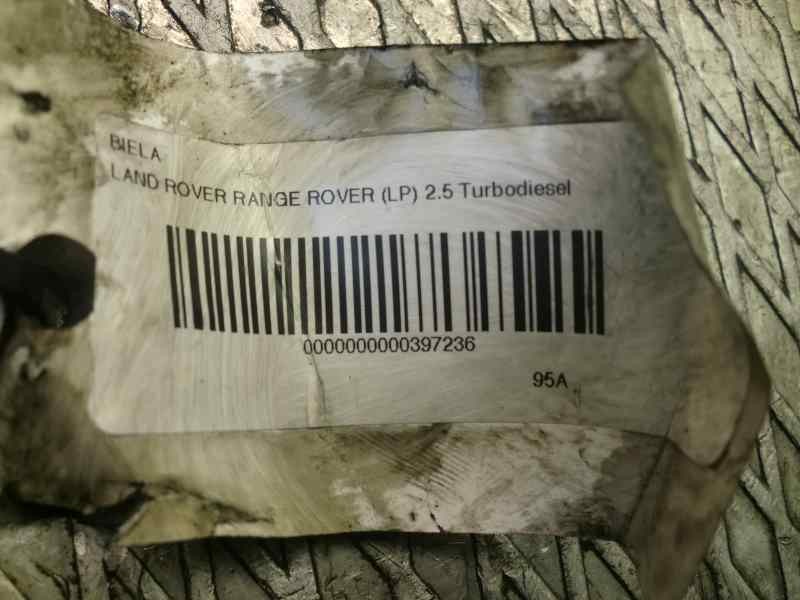 BIELA
LAND ROVER RANGE ROVER (LP) 2.5 Turbodiesel
0000000000397236
95A